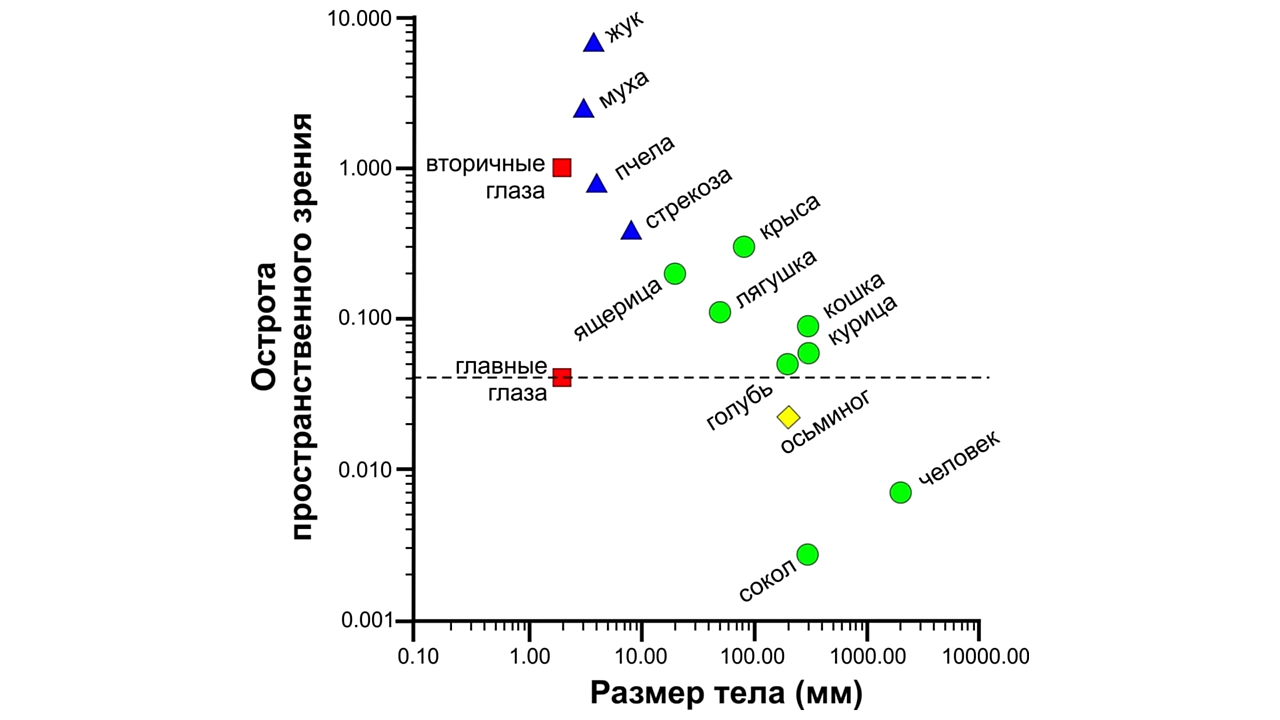 10.000
жук
муха
1.000
вторичные
глаза
пчела
стрекоза
крыса
ящерица
лягушка
0.100
кошка
курица
главные
глаза
голубь
осьминог
0.010
человек
сокол
0.001
0.10
1.00
10.00
100.00
1000.00
10000.00
Острота
пространственного зрения
Размер тела (мм)